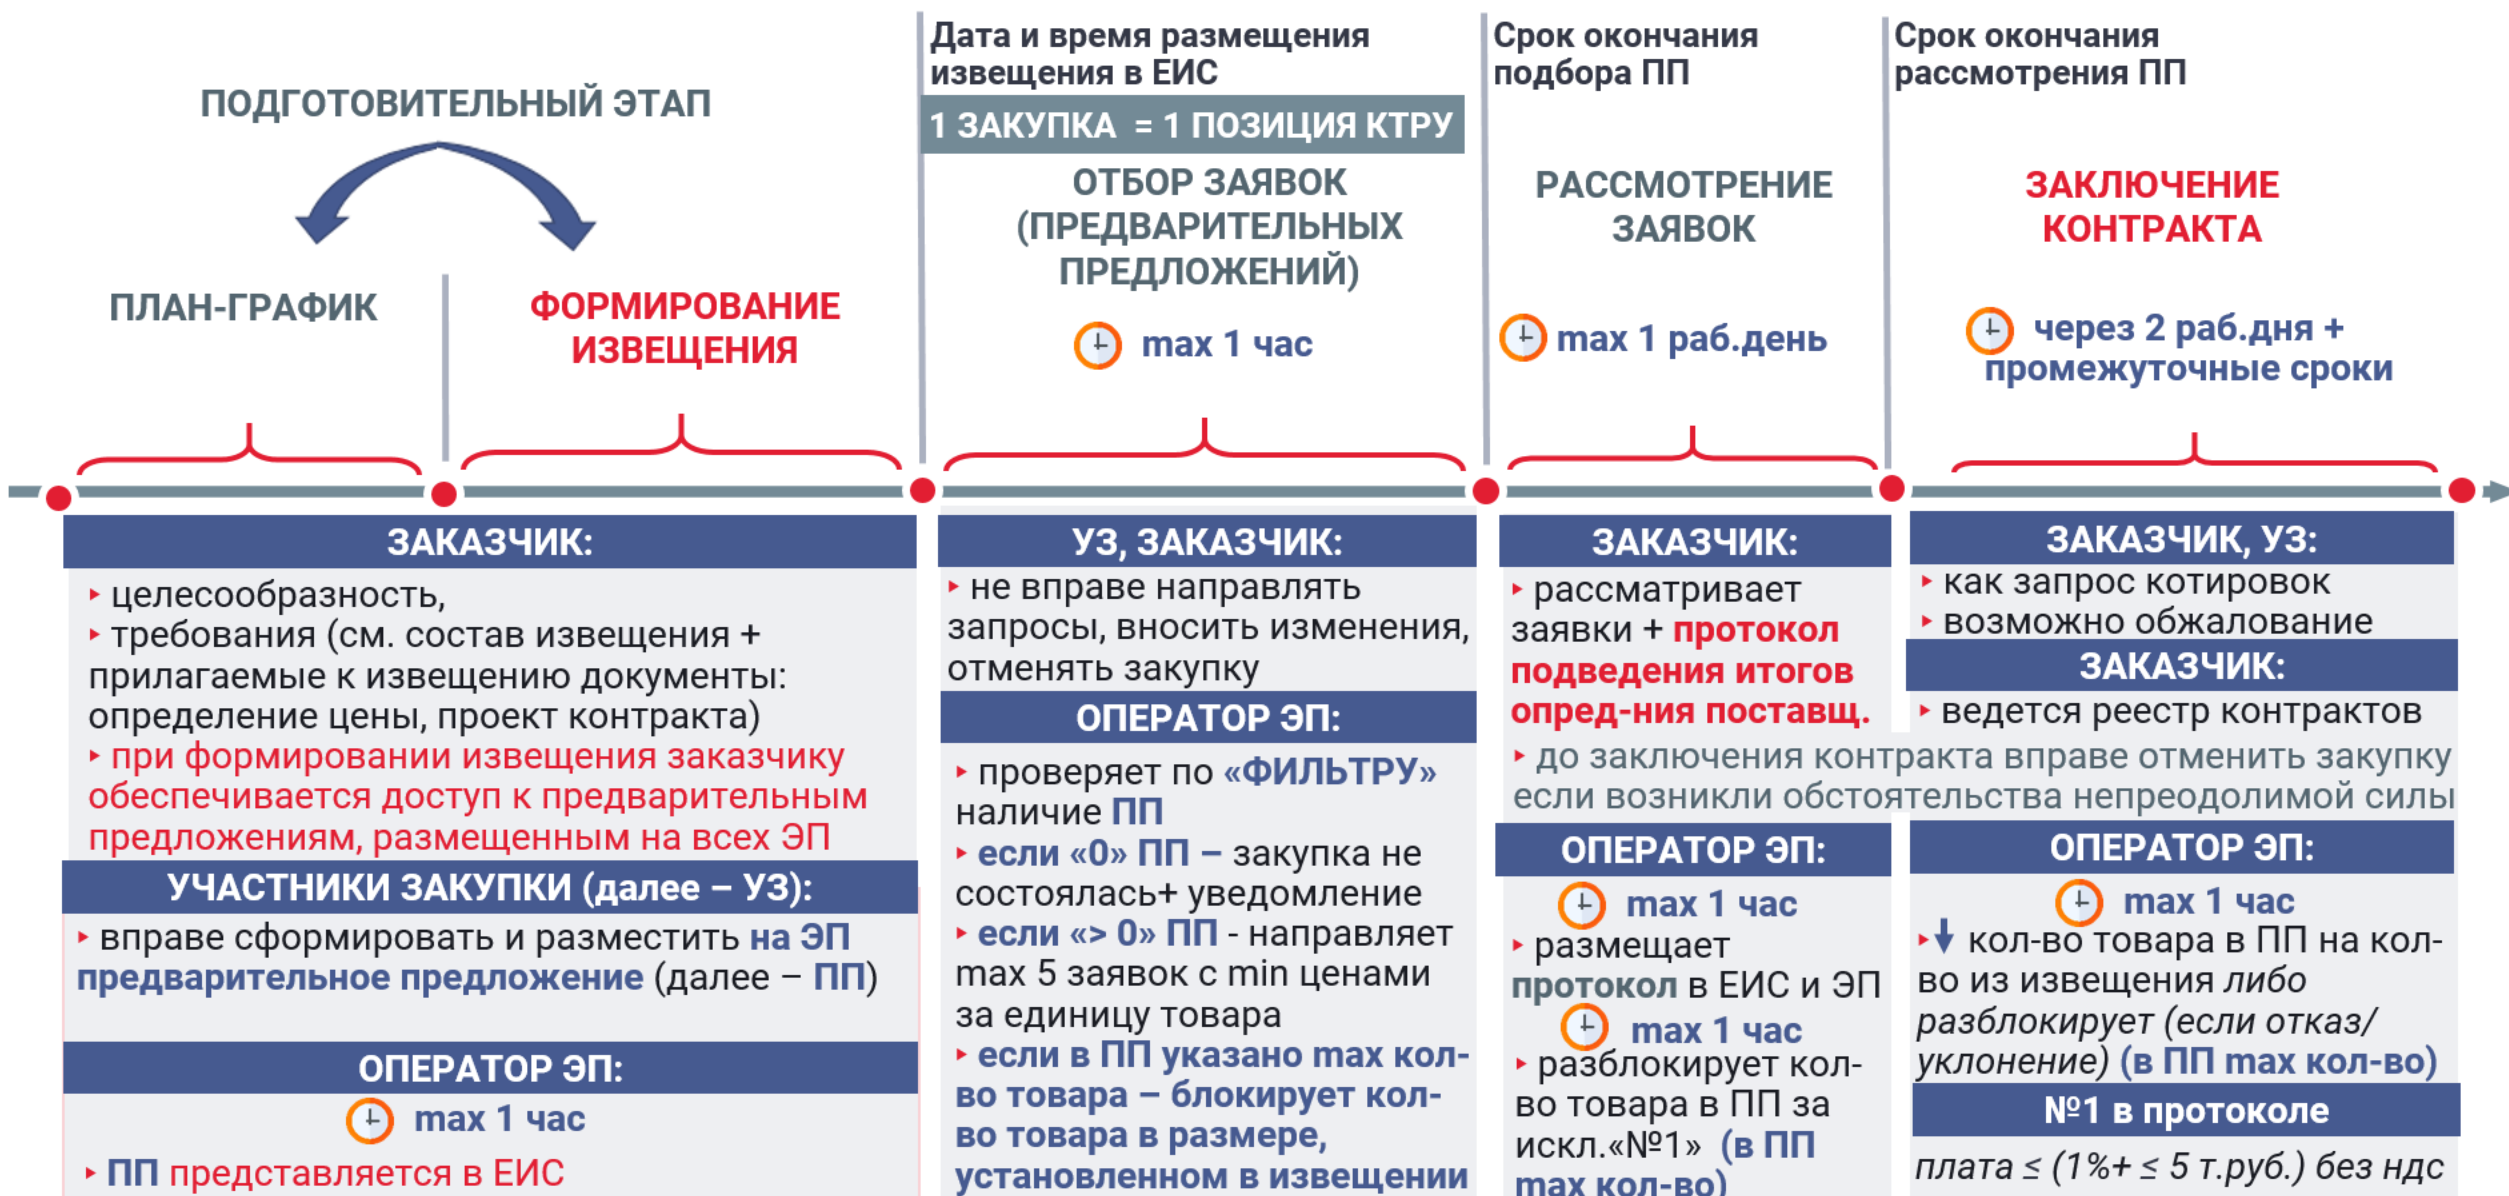 ПОДГОТОВИТЕЛЬНЫЙ ЭТАП
ПЛАН-ГРАФИК
ФОРМИРОВАНИЕ
ИЗВЕЩЕНИЯ
Дата и время размещения
извещения в ЕИС
1 ЗАКУПКА = 1 ПОЗИЦИЯ КТРУ
ОТБОР ЗАЯВОК
(ПРЕДВАРИТЕЛЬНЫХ
ПРЕДЛОЖЕНИЙ)
max 1 час
Срок окончания
подбора ПП
РАССМОТРЕНИЕ
ЗАЯВОК
max 1 раб.день
Срок окончания
рассмотрения ПП
ЗАКЛЮЧЕНИЕ
КОНТРАКТА
через 2 раб.дня +
промежуточные сроки
ЗАКАЗЧИК:
‣ целесообразность,
‣ требования (см. состав извещения +
прилагаемые к извещению документы:
определение цены, проект контракта)
‣ при формировании извещения заказчику
обеспечивается доступ к предварительным
предложениям, размещенным на всех ЭП
УЧАСТНИКИ ЗАКУПКИ (далее – УЗ):
‣ вправе сформировать и разместить на ЭП
предварительное предложение (далее – ПП)
ОПЕРАТОР ЭП:
max 1 час
‣ ПП представляется в ЕИС
УЗ, ЗАКАЗЧИК:
‣ не вправе направлять
запросы, вносить изменения,
отменять закупку
ОПЕРАТОР ЭП:
‣ проверяет по «ФИЛЬТРУ»
наличие ПП
‣ если «0» ПП – закупка не
состоялась+ уведомление
‣ если «> 0» ПП - направляет
max 5 заявок с min ценами
за единицу товара
‣ если в ПП указано max кол-
во товара – блокирует кол-
во товара в размере,
установленном в извещении
ЗАКАЗЧИК:
‣ рассматривает
заявки + протокол
подведения итогов
опред-ния поставщ.
ЗАКАЗЧИК, УЗ:
‣ как запрос котировок
‣ возможно обжалование
ЗАКАЗЧИК:
‣ ведется реестр контрактов
‣ до заключения контракта вправе отменить закупку
если возникли обстоятельства непреодолимой силы
ОПЕРАТОР ЭП:
max 1 час
‣ размещает
протокол в ЕИС и ЭП
max 1 час
‣ разблокирует кол-
во товара в ПП за
искл.«№1» (в ПП
max кол-во)
ОПЕРАТОР ЭП:
max 1 час
‣ кол-во товара в ПП на кол-
во из извещения либо
разблокирует (если отказ/
уклонение) (в ПП max кол-во)
№1 в протоколе
плата ≤ (1%+ ≤ 5 т.руб.) без ндс